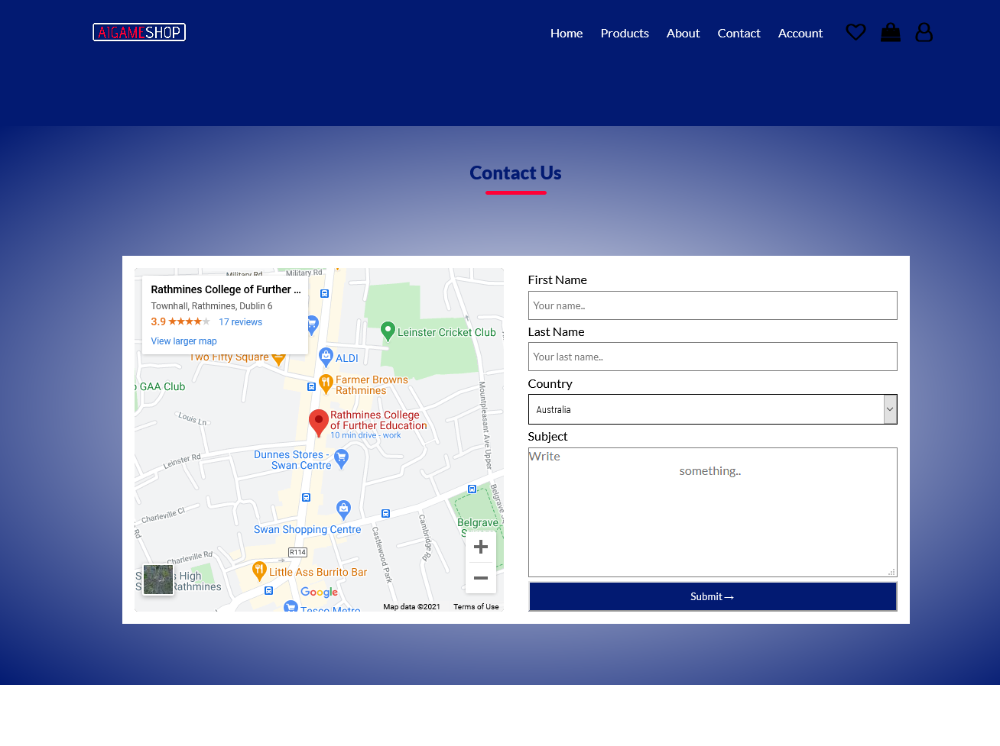 A1GAMESHOP
Home Products About Contact Account
Contact Us
Military Rd
Military Rd
Rathmines College of Further ...
Townhall, Rathmines, Dublin 6
3.9 17 reviews
View larger map
Two Fifty Square
Leinster Cricket Club
ALDI
Farmer Browns
Rathmines
GAA Club
Mountpleasant Ave Upper
Louis Ln
Rathmines College
of Further Education
10 min drive - work
Dunnes Stores -
Swan Centre
Leinster Rd
Belgrave
Charleville Cl
Swan Shopping Centre
Belgrave
Castlewood Park
Cambridge Rd
R114
Charleville Rd
Little Ass Burrito Bar
High
Rathmines
Google
Tesco Metro
Map data ©2021 Terms of Use
First Name
Your name..
Last Name
Your last name..
Country
Australia
Subject
Write
something..
Submit→